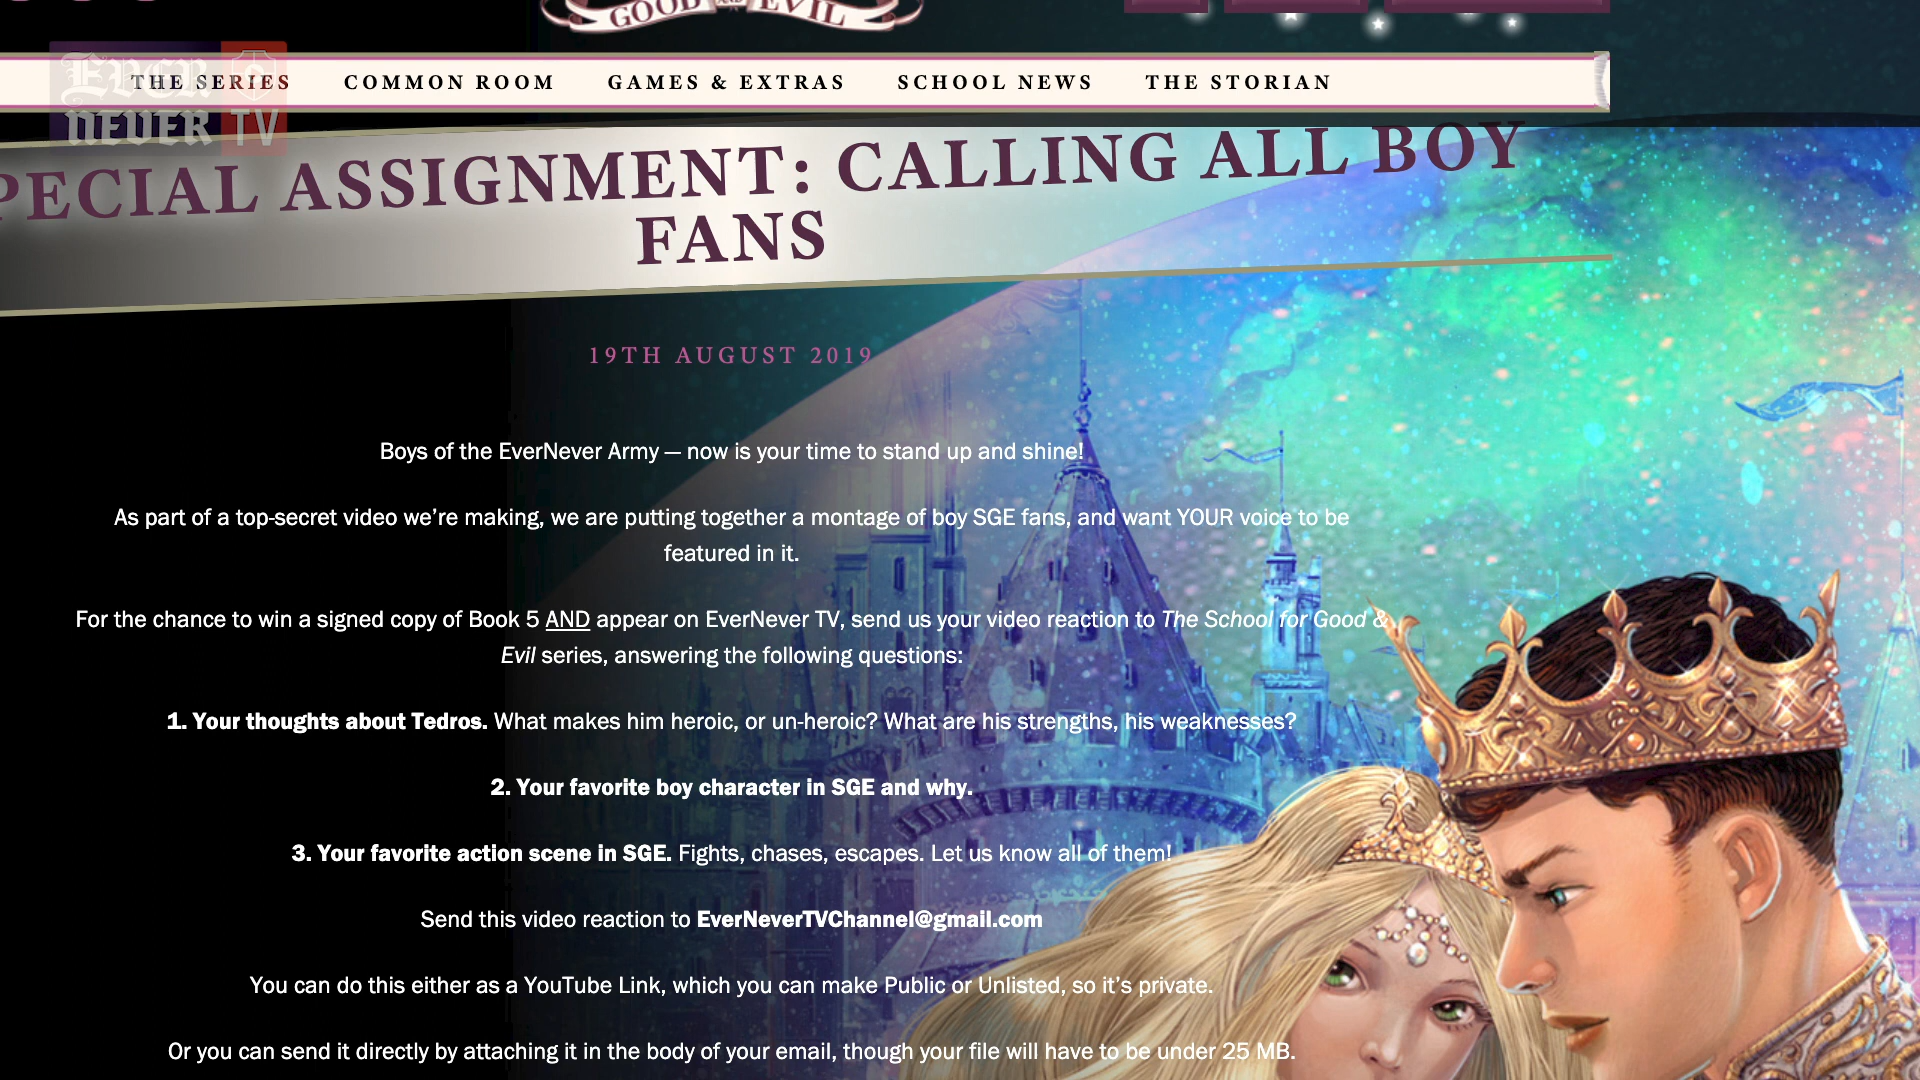 GOOD AND EVIL
THE SERIES COMMON ROOM GAMES & EXTRAS SCHOOL NEWS THE STORIAN
EVER
NEVER TV
PECIAL ASSIGNMENT: CALLING ALL BOY
FANS
19TH AUGUST 2019
Boys of the EverNever Army — now is your time to stand up and shine!
As part of a top-secret video we’re making, we are putting together a montage of boy SGE fans, and want YOUR voice to be
featured in it.
For the chance to win a signed copy of Book 5 AND appear on EverNever TV, send us your video reaction to The School for Good &
Evil series, answering the following questions:
1. Your thoughts about Tedros. What makes him heroic, or un-heroic? What are his strengths, his weaknesses?
2. Your favorite boy character in SGE and why.
3. Your favorite action scene in SGE. Fights, chases, escapes. Let us know all of them!
Send this video reaction to EverNeverTVChannel@gmail.com
You can do this either as a YouTube Link, which you can make Public or Unlisted, so it’s private.
Or you can send it directly by attaching it in the body of your email, though your file will have to be under 25 MB.